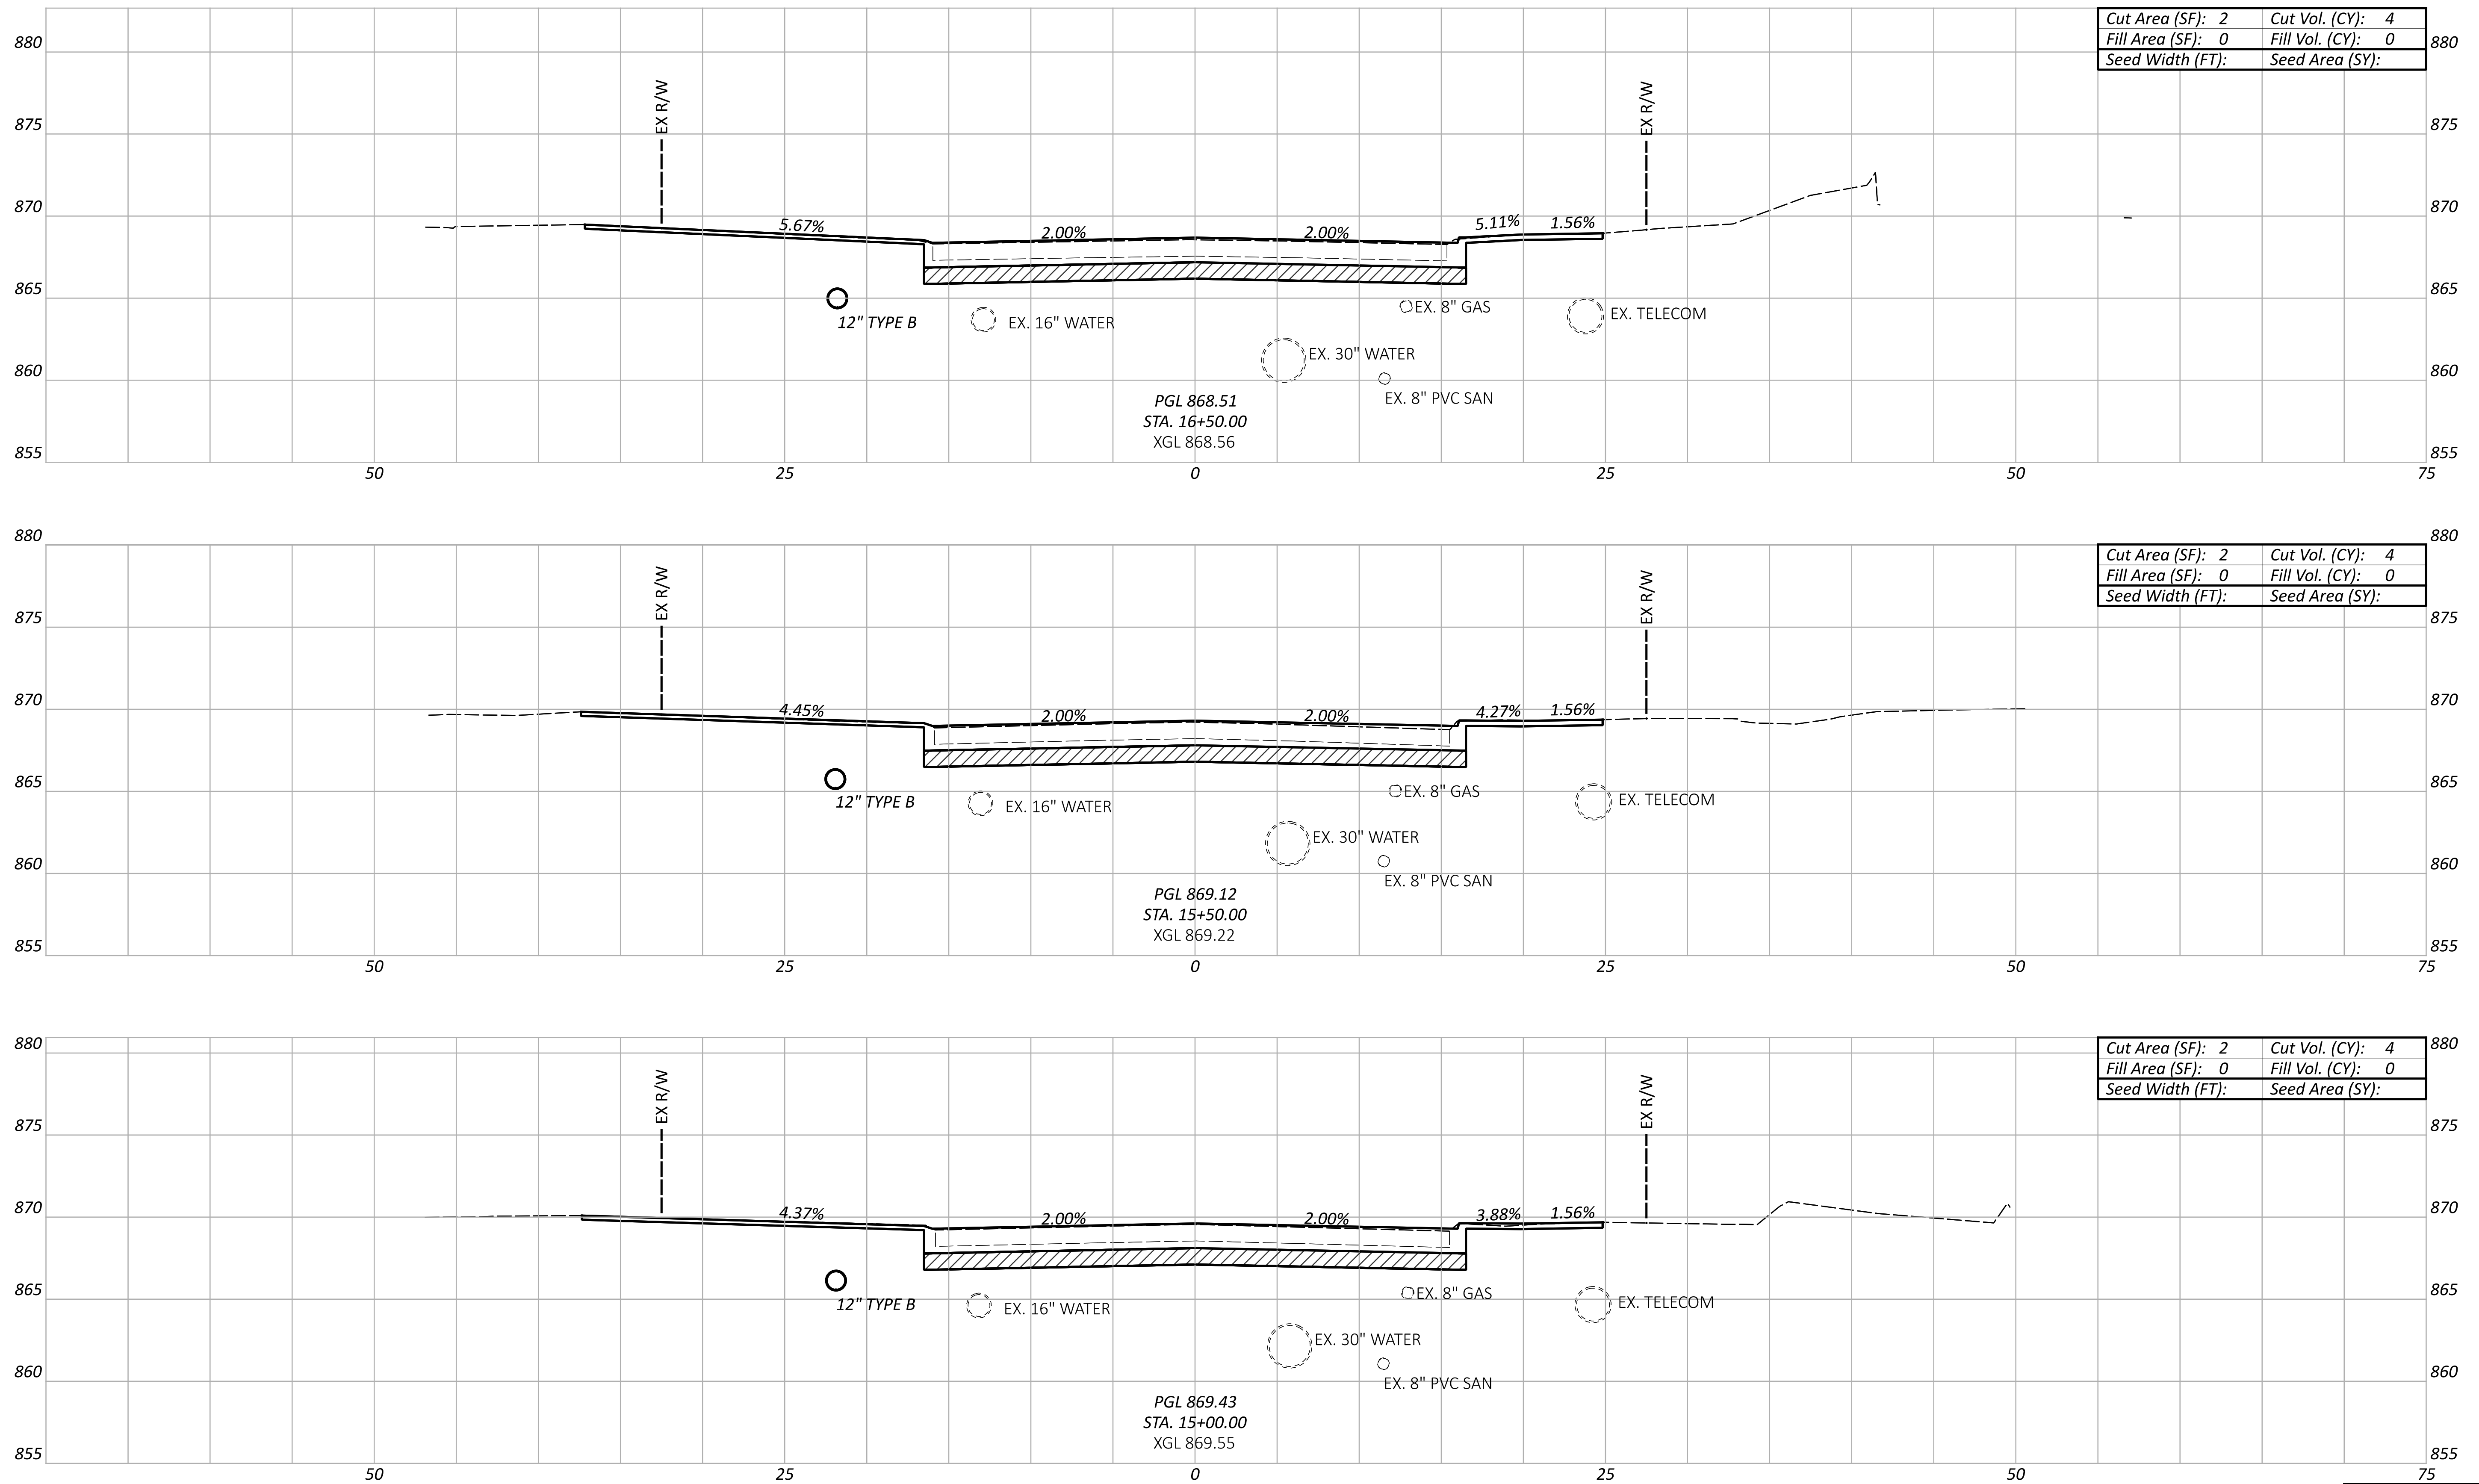 Cut Area (SF): 2 Cut Vol. (CY): 4
880 Fill Area (SF): 0 Fill Vol. (CY): 0 880
Seed Width (FT): Seed Area (SY):
EX R/W EX R/W
875 875
870 870
5.67% 2.00% 2.00% 5.11% 1.56%
865 865
12" TYPE B EX. 16" WATER EX. 8" GAS EX. TELECOM
EX. 30" WATER
860 860
EX. 8" PVC SAN
PGL 868.51
STA. 16+50.00
XGL 868.56
855 855
50 25 0 25 50 75
880 880
Cut Area (SF): 2 Cut Vol. (CY): 4
Fill Area (SF): 0 Fill Vol. (CY): 0
Seed Width (FT): Seed Area (SY):
EX R/W EX R/W
875 875
870 870
4.45% 2.00% 2.00% 4.27% 1.56%
865 865
12" TYPE B EX. 16" WATER EX. 8" GAS EX. TELECOM
EX. 30" WATER
860 860
EX. 8" PVC SAN
PGL 869.12
STA. 15+50.00
XGL 869.22
855 855
50 25 0 25 50 75
880 Cut Area (SF): 2 Cut Vol. (CY): 4 880
Fill Area (SF): 0 Fill Vol. (CY): 0
Seed Width (FT): Seed Area (SY):
EX R/W EX R/W
875 875
870 870
4.37% 2.00% 2.00% 3.88% 1.56%
865 865
12" TYPE B EX. 16" WATER EX. 8" GAS EX. TELECOM
EX. 30" WATER
860 860
EX. 8" PVC SAN
PGL 869.43
STA. 15+00.00
XGL 869.55
855 855
50 25 0 25 50 75